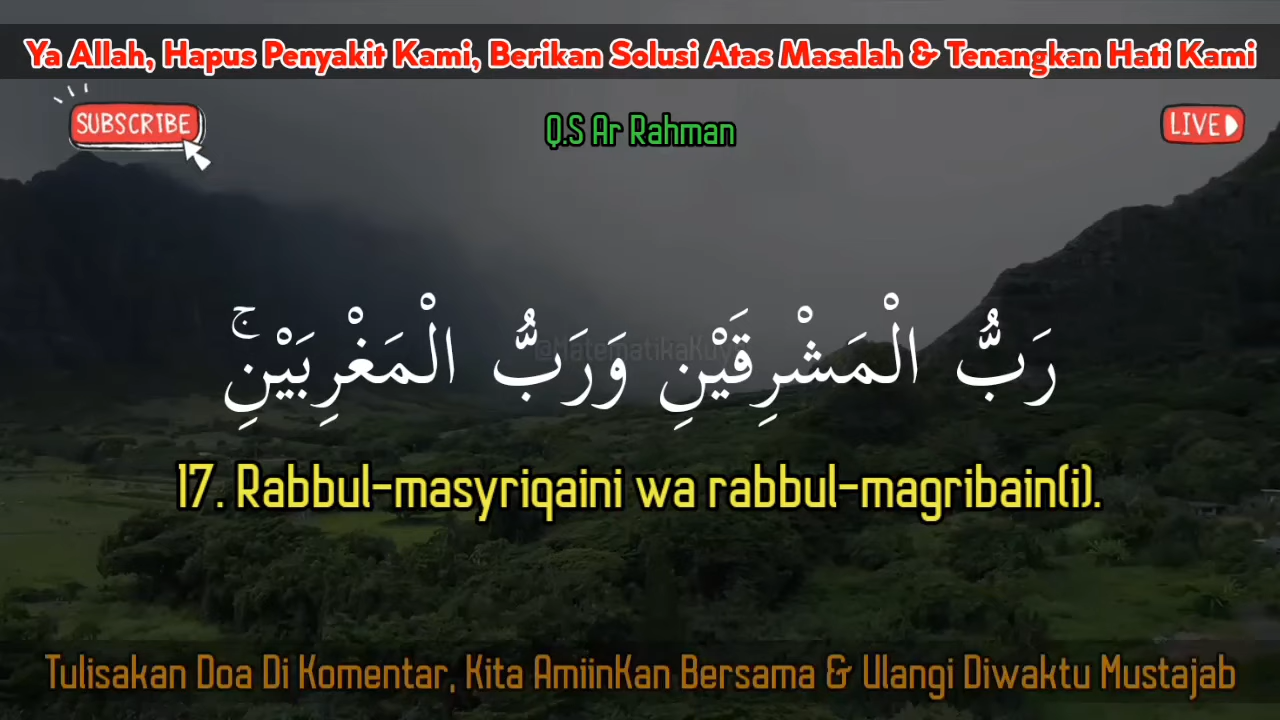 Ya Allah, Hapus Penyakit Kami, Berikan Solusi Atas Masalah & Tenangkan Hati Kami
SUBSCRIBE
Q.S Ar Rahman
LIVE
رَبُّ الْمَشْرِقَيْنِ وَرَبُّ الْمَغْرِبَيْنِۚ
@MatematikaKuy
17. Rabbul-masyriqaini wa rabbul-magribain(i).
Tulisakan Doa Di Komentar, Kita AmiinKan Bersama & Ulangi Diwaktu Mustajab